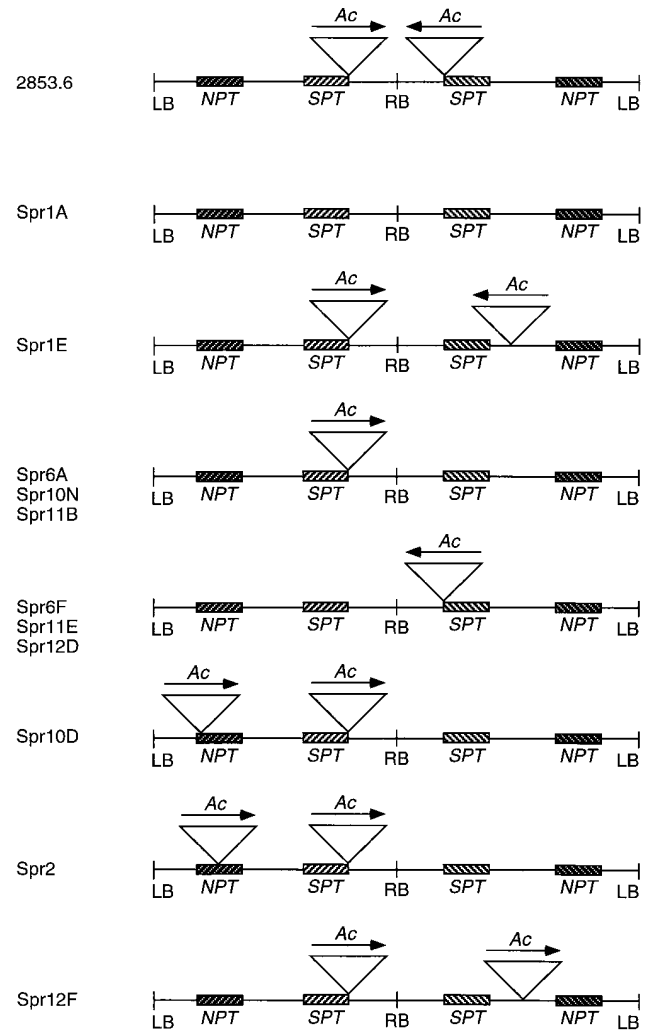 Ac Ac
2853.6
LB NPT SPT RB SPT NPT LB
Spr1A
LB NPT SPT RB SPT NPT LB
Ac Ac
Spr1E
LB NPT SPT RB SPT NPT LB
Ac
Spr6A
Spr10N
Spr11B
LB NPT SPT RB SPT NPT LB
Ac
Spr6F
Spr11E
Spr12D
LB NPT SPT RB SPT NPT LB
Ac Ac
Spr10D
LB NPT SPT RB SPT NPT LB
Ac Ac
Spr2
LB NPT SPT RB SPT NPT LB
Ac Ac
Spr12F
LB NPT SPT RB SPT NPT LB